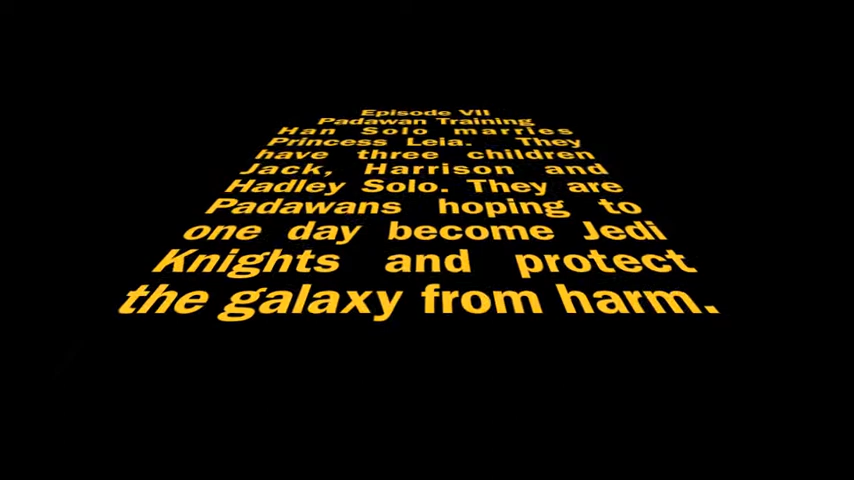 Episode VII
Padawan Training
Han Solo marries
Princess Leia. They
have three children
Jack, Harrison and
Hadley Solo. They are
Padawans hoping to
one day become Jedi
Knights and protect
the galaxy from harm.